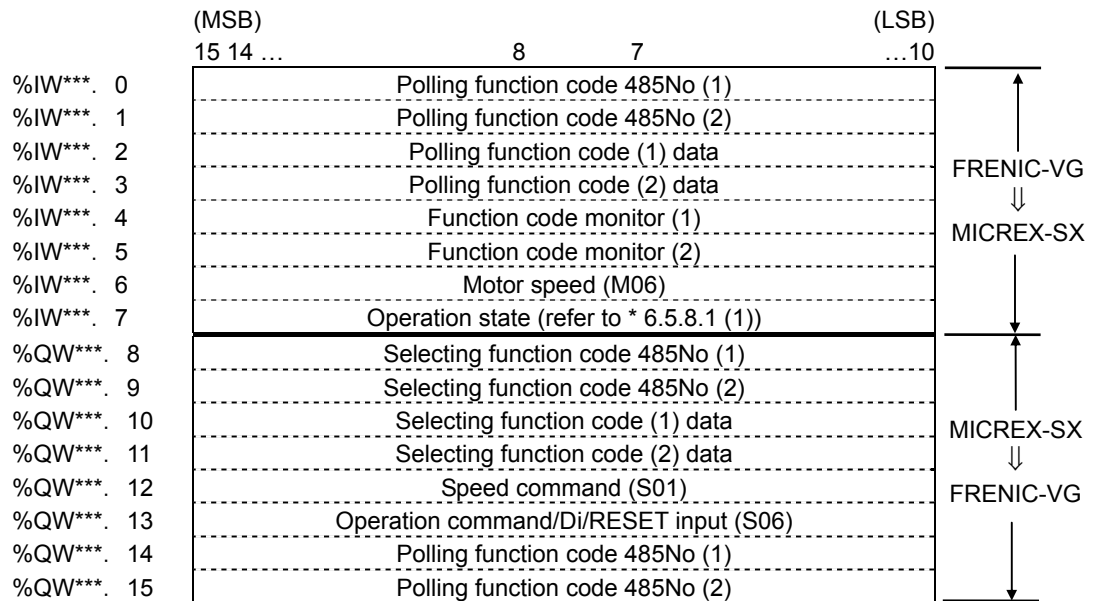 (MSB) (LSB)
15 14 … 8 7 …10
%IW***. 0 Polling function code 485No (1)
%IW***. 1 Polling function code 485No (2)
%IW***. 2 Polling function code (1) data
%IW***. 3 Polling function code (2) data
%IW***. 4 Function code monitor (1)
%IW***. 5 Function code monitor (2)
%IW***. 6 Motor speed (M06)
%IW***. 7 Operation state (refer to * 6.5.8.1 (1))
FRENIC-VG
⇓
MICREX-SX
%QW***. 8 Selecting function code 485No (1)
%QW***. 9 Selecting function code 485No (2)
%QW***. 10 Selecting function code (1) data
%QW***. 11 Selecting function code (2) data
%QW***. 12 Speed command (S01)
%QW***. 13 Operation command/Di/RESET input (S06)
%QW***. 14 Polling function code 485No (1)
%QW***. 15 Polling function code 485No (2)
MICREX-SX
⇓
FRENIC-VG